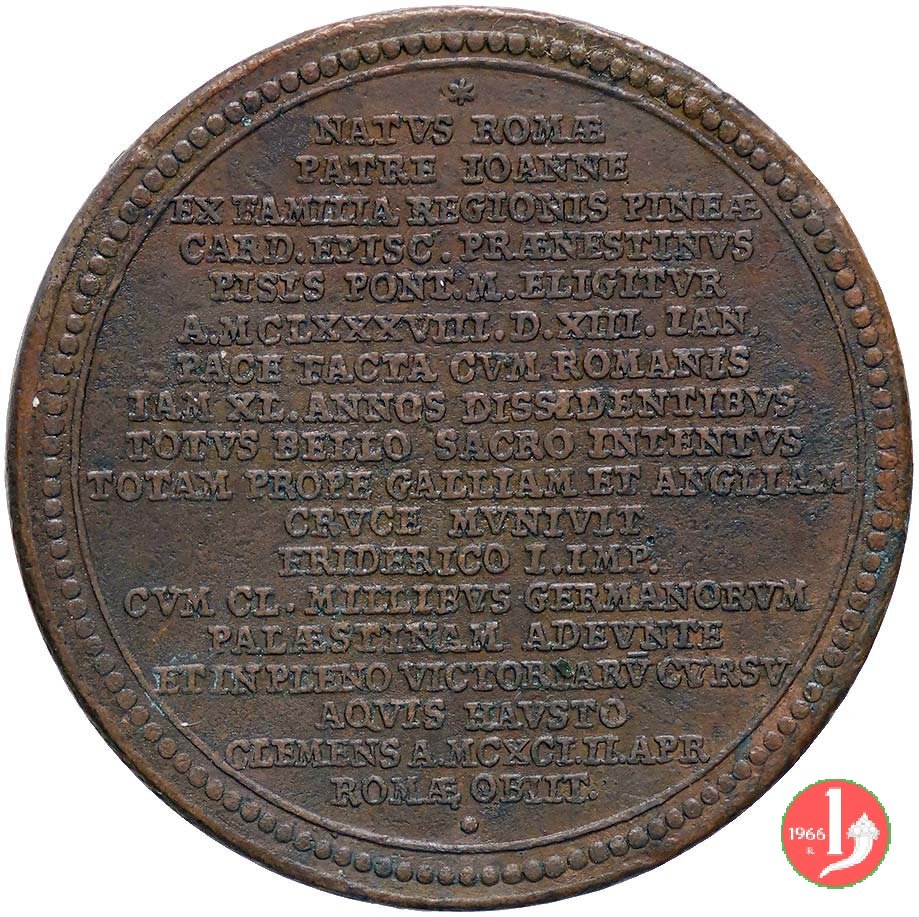 NATVS ROMÆ
PATRE IOANNE
EX FAMILIA REGIONIS PINEÆ
CARD. EPISC. PRÆNESTINVS
PISIS PONT. M. ELIGITVR
A. MCLXXXVIII. D. XIII. IAN.
PACE FACTA CVM ROMANIS
IAM XL. ANNOS DISSIDENTIBVS
TOTVS BELLO SACRO INTENTVS
TOTAM PROPE GALLIAM ET ANGLIAM
CRVCE MVNIVIT
FRIDERICO I. IMP.
CVM CL. MILLIBVS GERMANORVM
PALÆSTINAM ADEVNTE
ET IN PLENO VICTORIARV̄ CVRSV
AQVIS HAVSTO
CLEMENS A. MCXCI. II. APR
ROMÆ OBIIT.
1966
R.